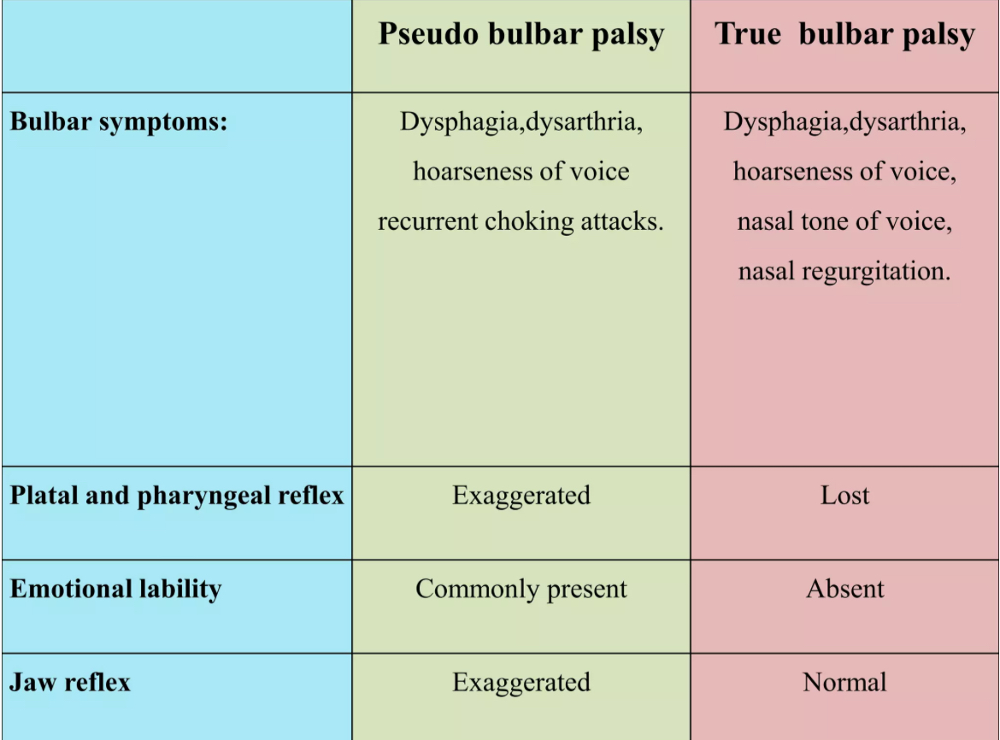 Pseudo bulbar palsy
True bulbar palsy
Bulbar symptoms:
Dysphagia,dysarthria,
hoarseness of voice
recurrent choking attacks.
Dysphagia,dysarthria,
hoarseness of voice,
nasal tone of voice,
nasal regurgitation.
Platal and pharyngeal reflex
Exaggerated
Lost
Emotional lability
Commonly present
Absent
Jaw reflex
Exaggerated
Normal